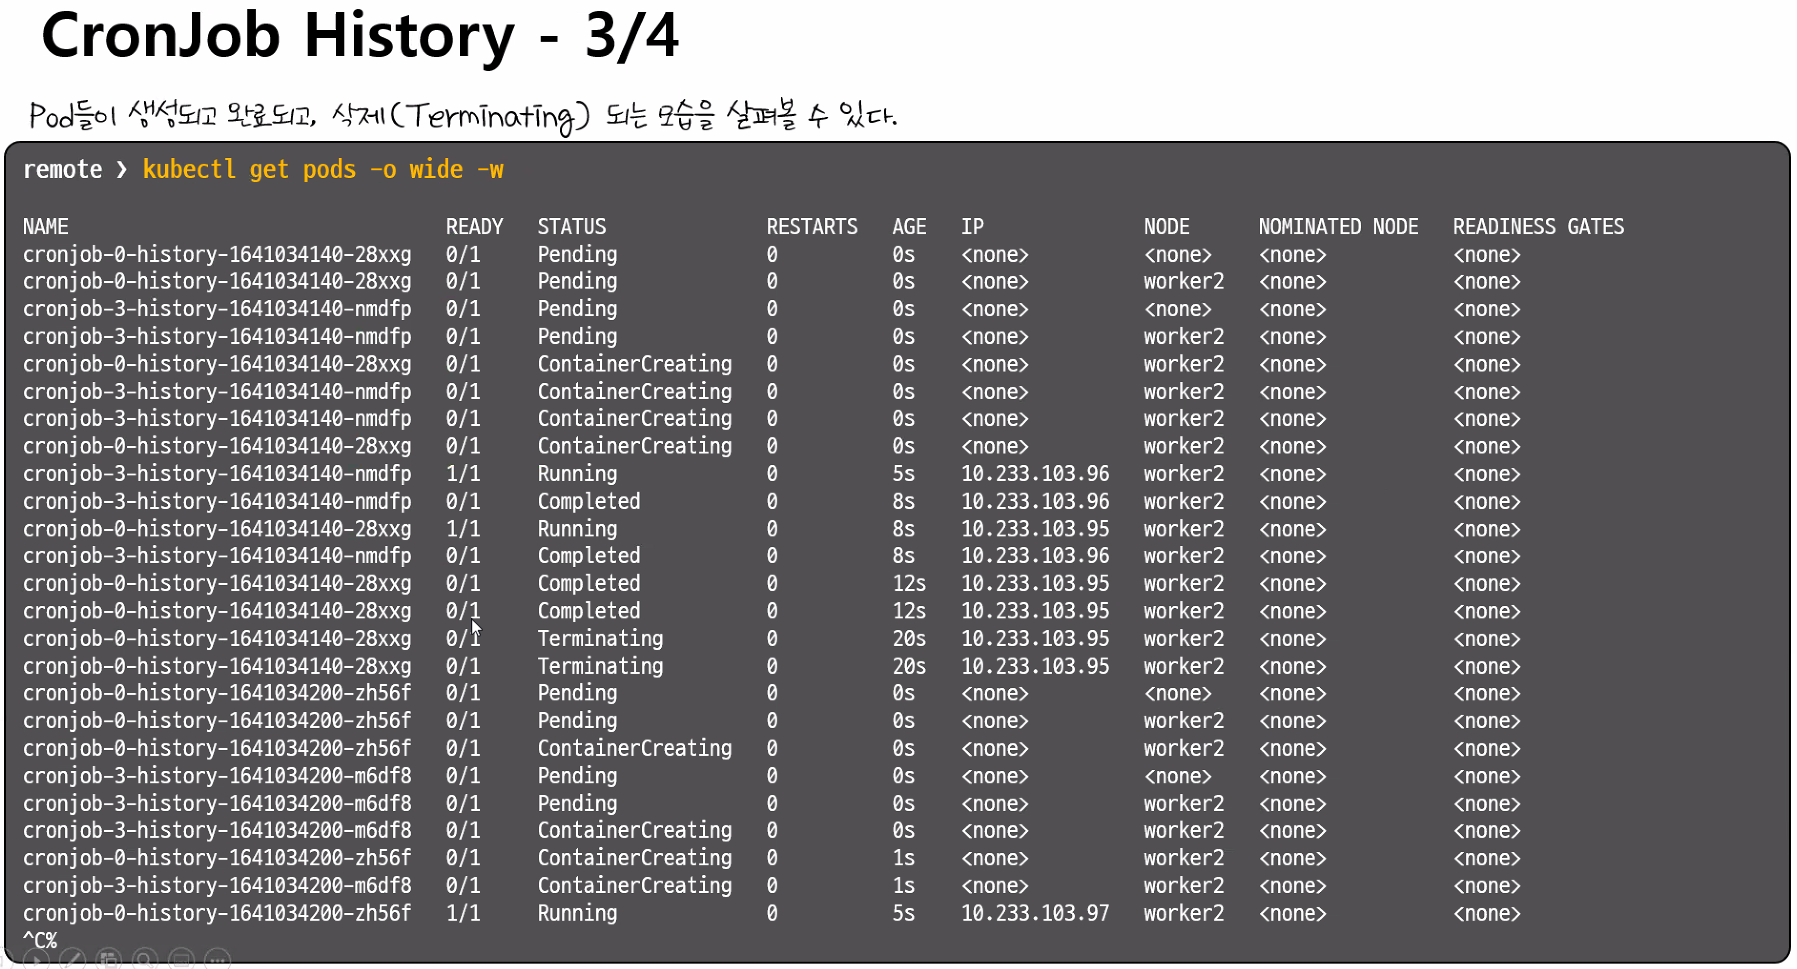 CronJob History - 3/4
Pod들이 생성되고 완료되고, 삭제(Terminating) 되는 모습을 살펴볼 수 있다.
remote ❯ kubectl get pods -o wide -w
NAME READY STATUS RESTARTS AGE IP NODE NOMINATED NODE READINESS GATES
cronjob-0-history-1641034140-28xxg 0/1 Pending 0 0s <none> <none> <none> <none>
cronjob-0-history-1641034140-28xxg 0/1 Pending 0 0s <none> worker2 <none> <none>
cronjob-3-history-1641034140-nmdfp 0/1 Pending 0 0s <none> <none> <none> <none>
cronjob-3-history-1641034140-nmdfp 0/1 Pending 0 0s <none> worker2 <none> <none>
cronjob-0-history-1641034140-28xxg 0/1 ContainerCreating 0 0s <none> worker2 <none> <none>
cronjob-3-history-1641034140-nmdfp 0/1 ContainerCreating 0 0s <none> worker2 <none> <none>
cronjob-3-history-1641034140-nmdfp 0/1 ContainerCreating 0 0s <none> worker2 <none> <none>
cronjob-0-history-1641034140-28xxg 0/1 ContainerCreating 0 0s <none> worker2 <none> <none>
cronjob-3-history-1641034140-nmdfp 1/1 Running 0 5s 10.233.103.96 worker2 <none> <none>
cronjob-3-history-1641034140-nmdfp 0/1 Completed 0 8s 10.233.103.96 worker2 <none> <none>
cronjob-0-history-1641034140-28xxg 1/1 Running 0 8s 10.233.103.95 worker2 <none> <none>
cronjob-3-history-1641034140-nmdfp 0/1 Completed 0 8s 10.233.103.96 worker2 <none> <none>
cronjob-0-history-1641034140-28xxg 0/1 Completed 0 12s 10.233.103.95 worker2 <none> <none>
cronjob-0-history-1641034140-28xxg 0/1 Completed 0 12s 10.233.103.95 worker2 <none> <none>
cronjob-0-history-1641034140-28xxg 0/1 Terminating 0 20s 10.233.103.95 worker2 <none> <none>
cronjob-0-history-1641034140-28xxg 0/1 Terminating 0 20s 10.233.103.95 worker2 <none> <none>
cronjob-0-history-1641034200-zh56f 0/1 Pending 0 0s <none> <none> <none> <none>
cronjob-0-history-1641034200-zh56f 0/1 Pending 0 0s <none> worker2 <none> <none>
cronjob-0-history-1641034200-zh56f 0/1 ContainerCreating 0 0s <none> worker2 <none> <none>
cronjob-3-history-1641034200-m6df8 0/1 Pending 0 0s <none> <none> <none> <none>
cronjob-3-history-1641034200-m6df8 0/1 Pending 0 0s <none> worker2 <none> <none>
cronjob-3-history-1641034200-m6df8 0/1 ContainerCreating 0 0s <none> worker2 <none> <none>
cronjob-0-history-1641034200-zh56f 0/1 ContainerCreating 0 1s <none> worker2 <none> <none>
cronjob-3-history-1641034200-m6df8 0/1 ContainerCreating 0 1s <none> worker2 <none> <none>
cronjob-0-history-1641034200-zh56f 1/1 Running 0 5s 10.233.103.97 worker2 <none> <none>
^C%